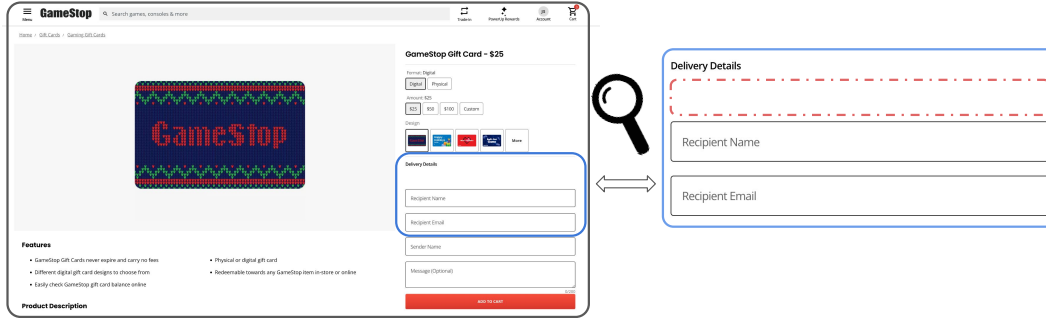 Menu
GameStop
Search games, consoles & more
Trade-In
PowerUp Rewards
Account
Cart
Home / Gift Cards / Gaming Gift Cards
GameStop
GameStop Gift Card - $25
Format: Digital
Digital
Physical
Amount: $25
$25
$50
$100
Custom
Design
More
Delivery Details
Recipient Name
Recipient Email
Sender Name
Message (Optional)
ADD TO CART
Features
• GameStop Gift Cards never expire and carry no fees
• Different digital gift card designs to choose from
• Easily check GameStop gift card balance online
• Physical or digital gift card
• Redeemable towards any GameStop item in-store or online
Product Description
Delivery Details
Recipient Name
Recipient Email